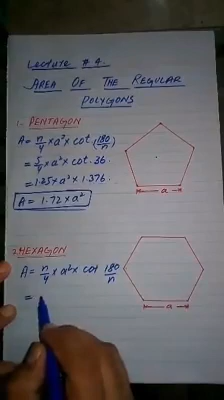 Lecture # 4.
AREA OF THE REGULAR
POLYGONS
1. PENTAGON
A = n/4 × a² × cot (180/n)
= 5/4 × a² × cot. 36.
= 1.25 × a² × 1.376.
A = 1.72 × a²
a
2. HEXAGON
A = n/4 × a² × cot 180/n
=
a